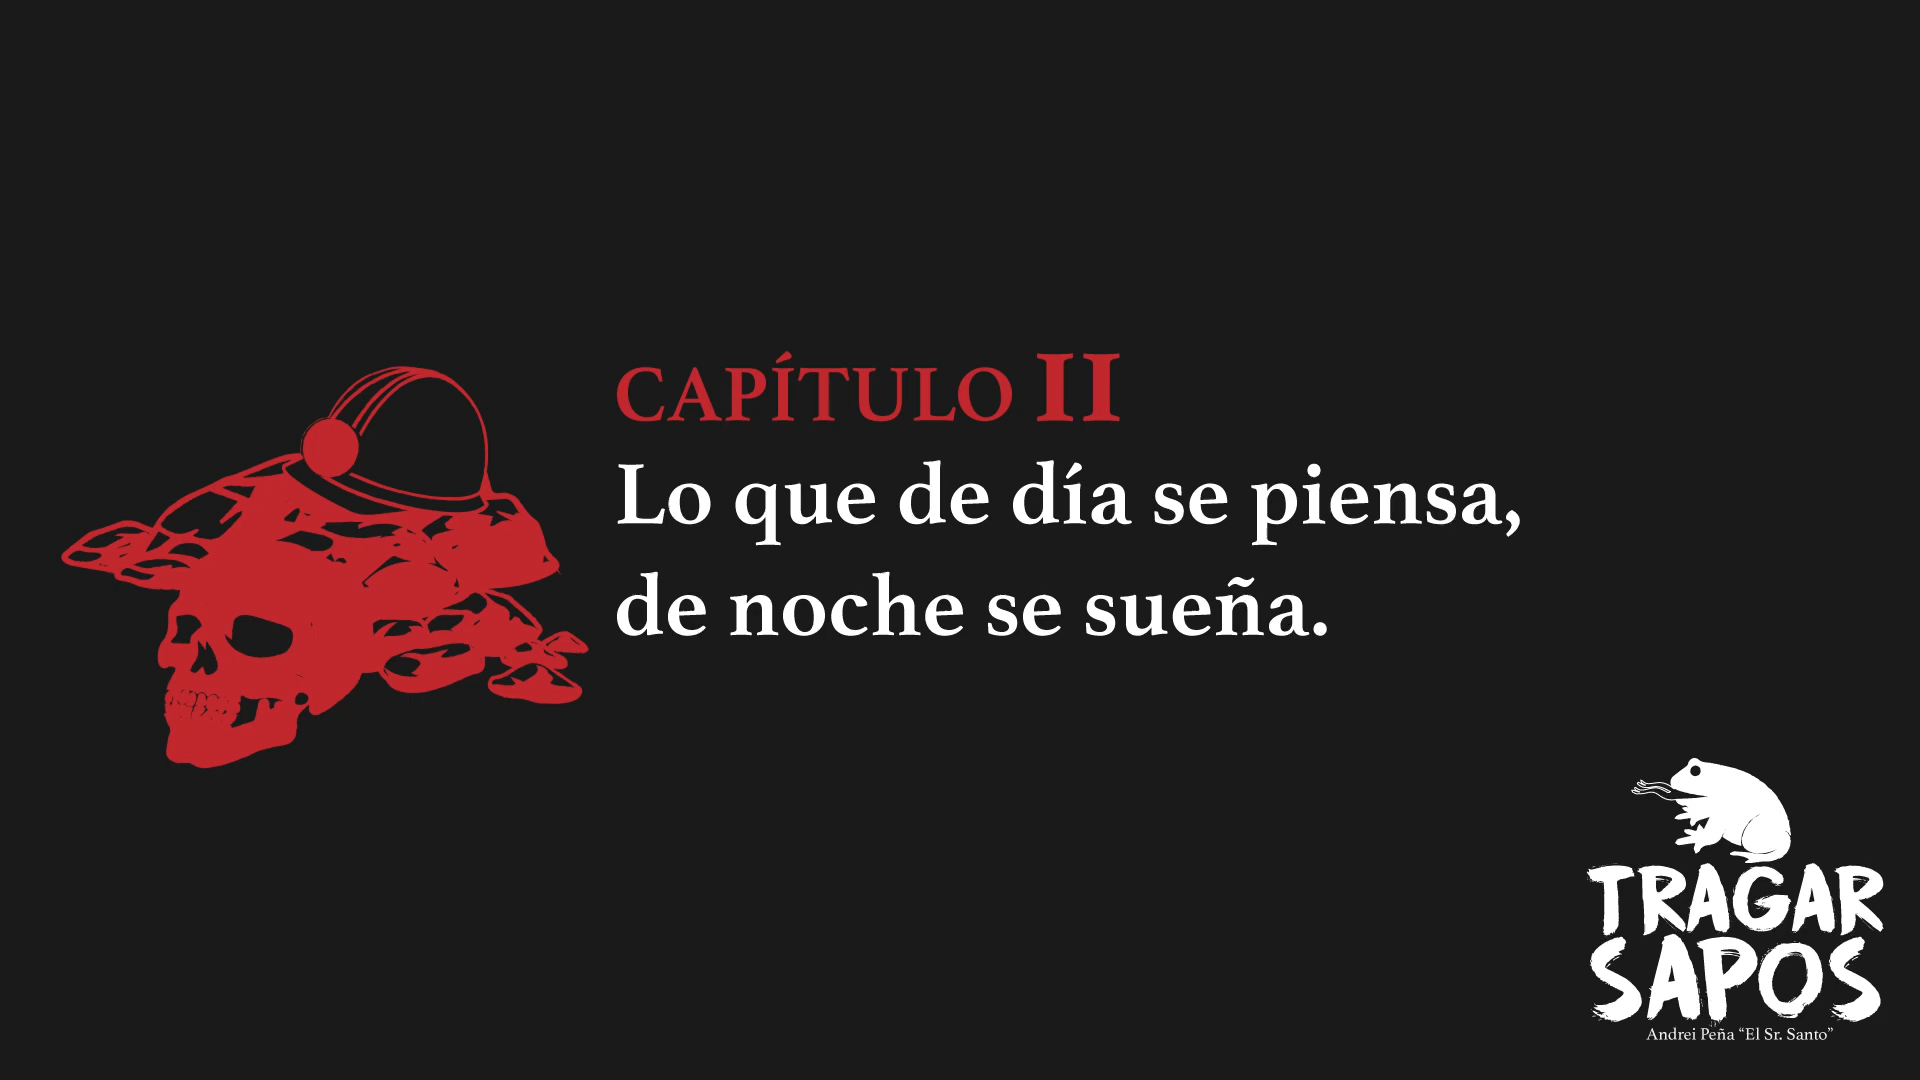 CAPÍTULO II
Lo que de día se piensa,
de noche se sueña.
TRAGAR
SAPOS
Andrei Peña “El Sr. Santo”